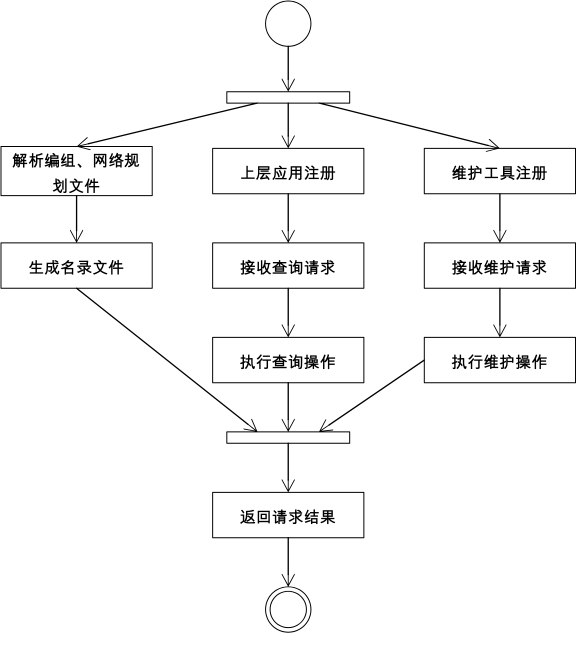 解析编组、网络规
划文件
上层应用注册
维护工具注册
生成名录文件
接收查询请求
接收维护请求
执行查询操作
执行维护操作
返回请求结果